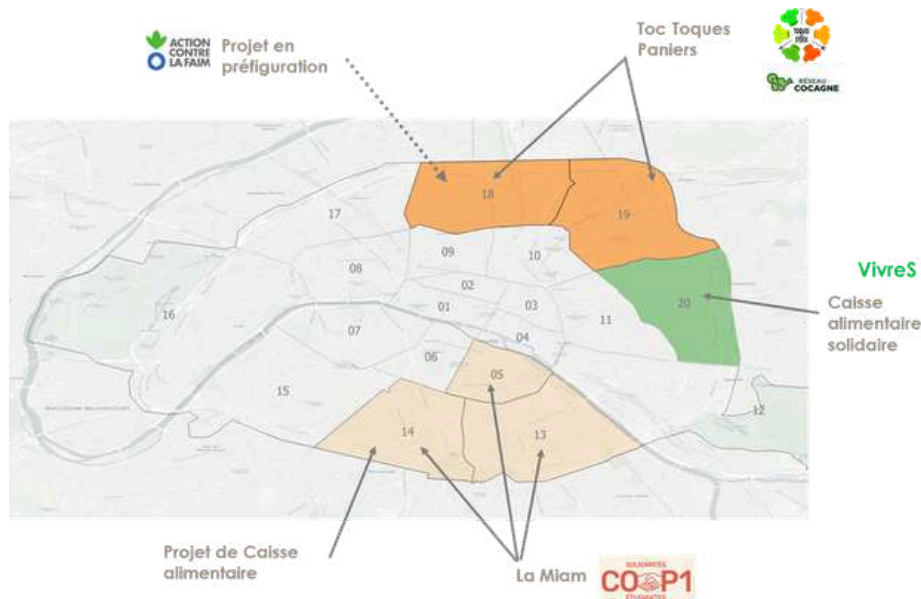 ACTION
CONTRE
LA FAIM
Projet en
préfiguration
Toc Toques
Paniers
RÉSEAU
COCAGNE
17
18
19
09
10
08
02
01
03
16
07
04
11
20
06
05
15
14
13
12
VivreS
Caisse
alimentaire
solidaire
Projet de Caisse
alimentaire
La Miam
SOLIDARITÉS
CO P1
ÉTUDIANTES